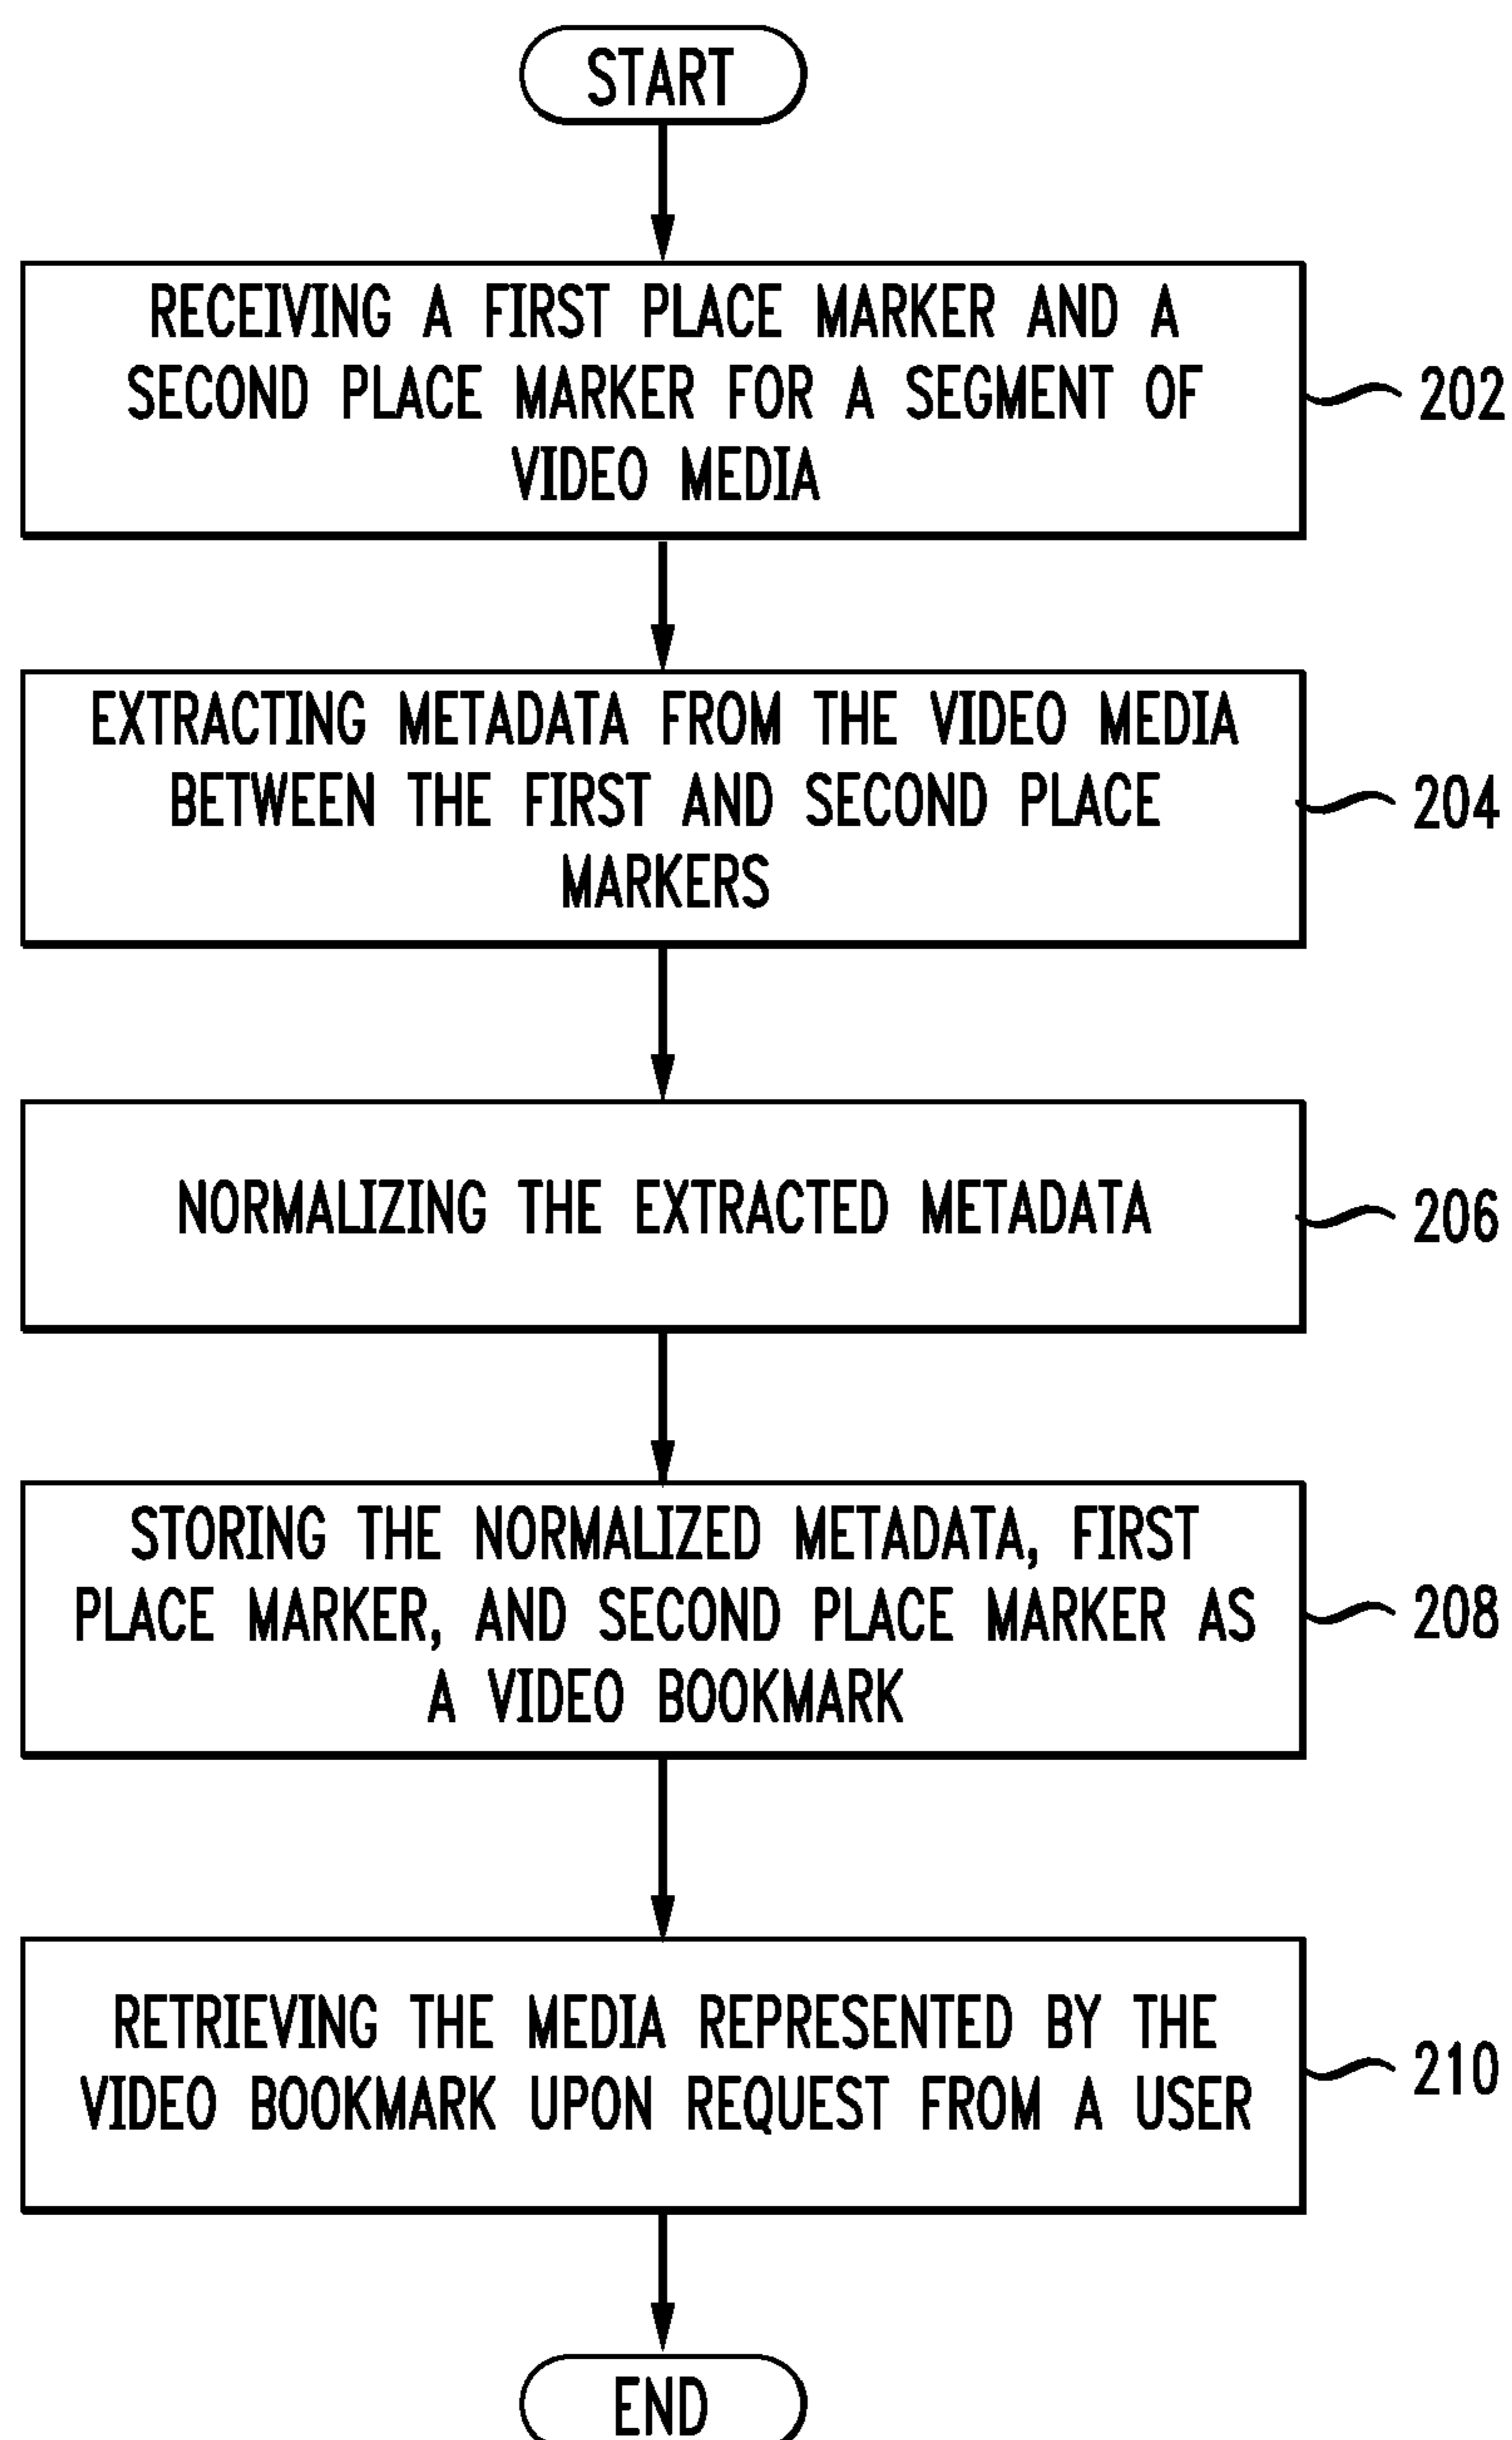 START
RECEIVING A FIRST PLACE MARKER AND A
SECOND PLACE MARKER FOR A SEGMENT OF
VIDEO MEDIA
202
EXTRACTING METADATA FROM THE VIDEO MEDIA
BETWEEN THE FIRST AND SECOND PLACE
MARKERS
204
NORMALIZING THE EXTRACTED METADATA
206
STORING THE NORMALIZED METADATA, FIRST
PLACE MARKER, AND SECOND PLACE MARKER AS
A VIDEO BOOKMARK
208
RETRIEVING THE MEDIA REPRESENTED BY THE
VIDEO BOOKMARK UPON REQUEST FROM A USER
210
END